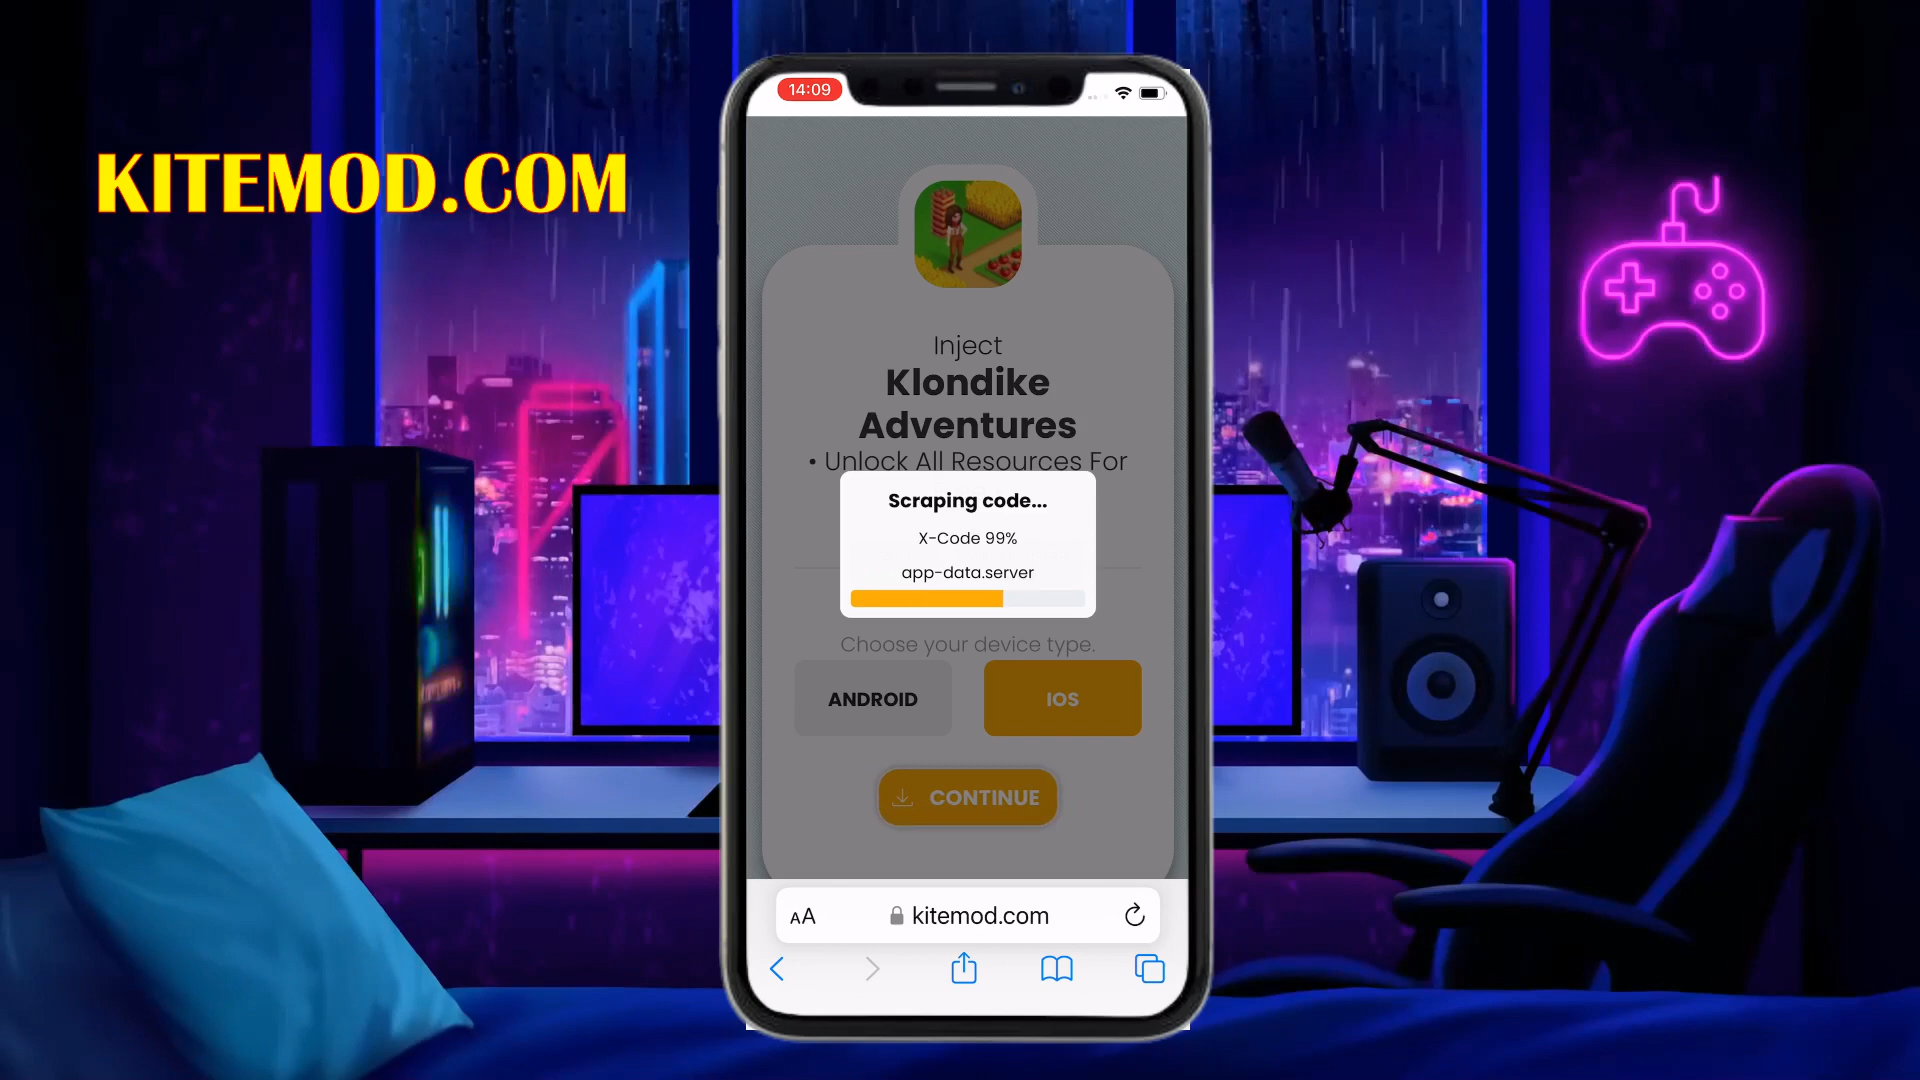 KITEMOD.COM
14:09
Inject
Klondike
Adventures
• Unlock All Resources For
Scraping code...
X-Code 99%
app-data.server
Choose your device type.
ANDROID
IOS
CONTINUE
AA
kitemod.com